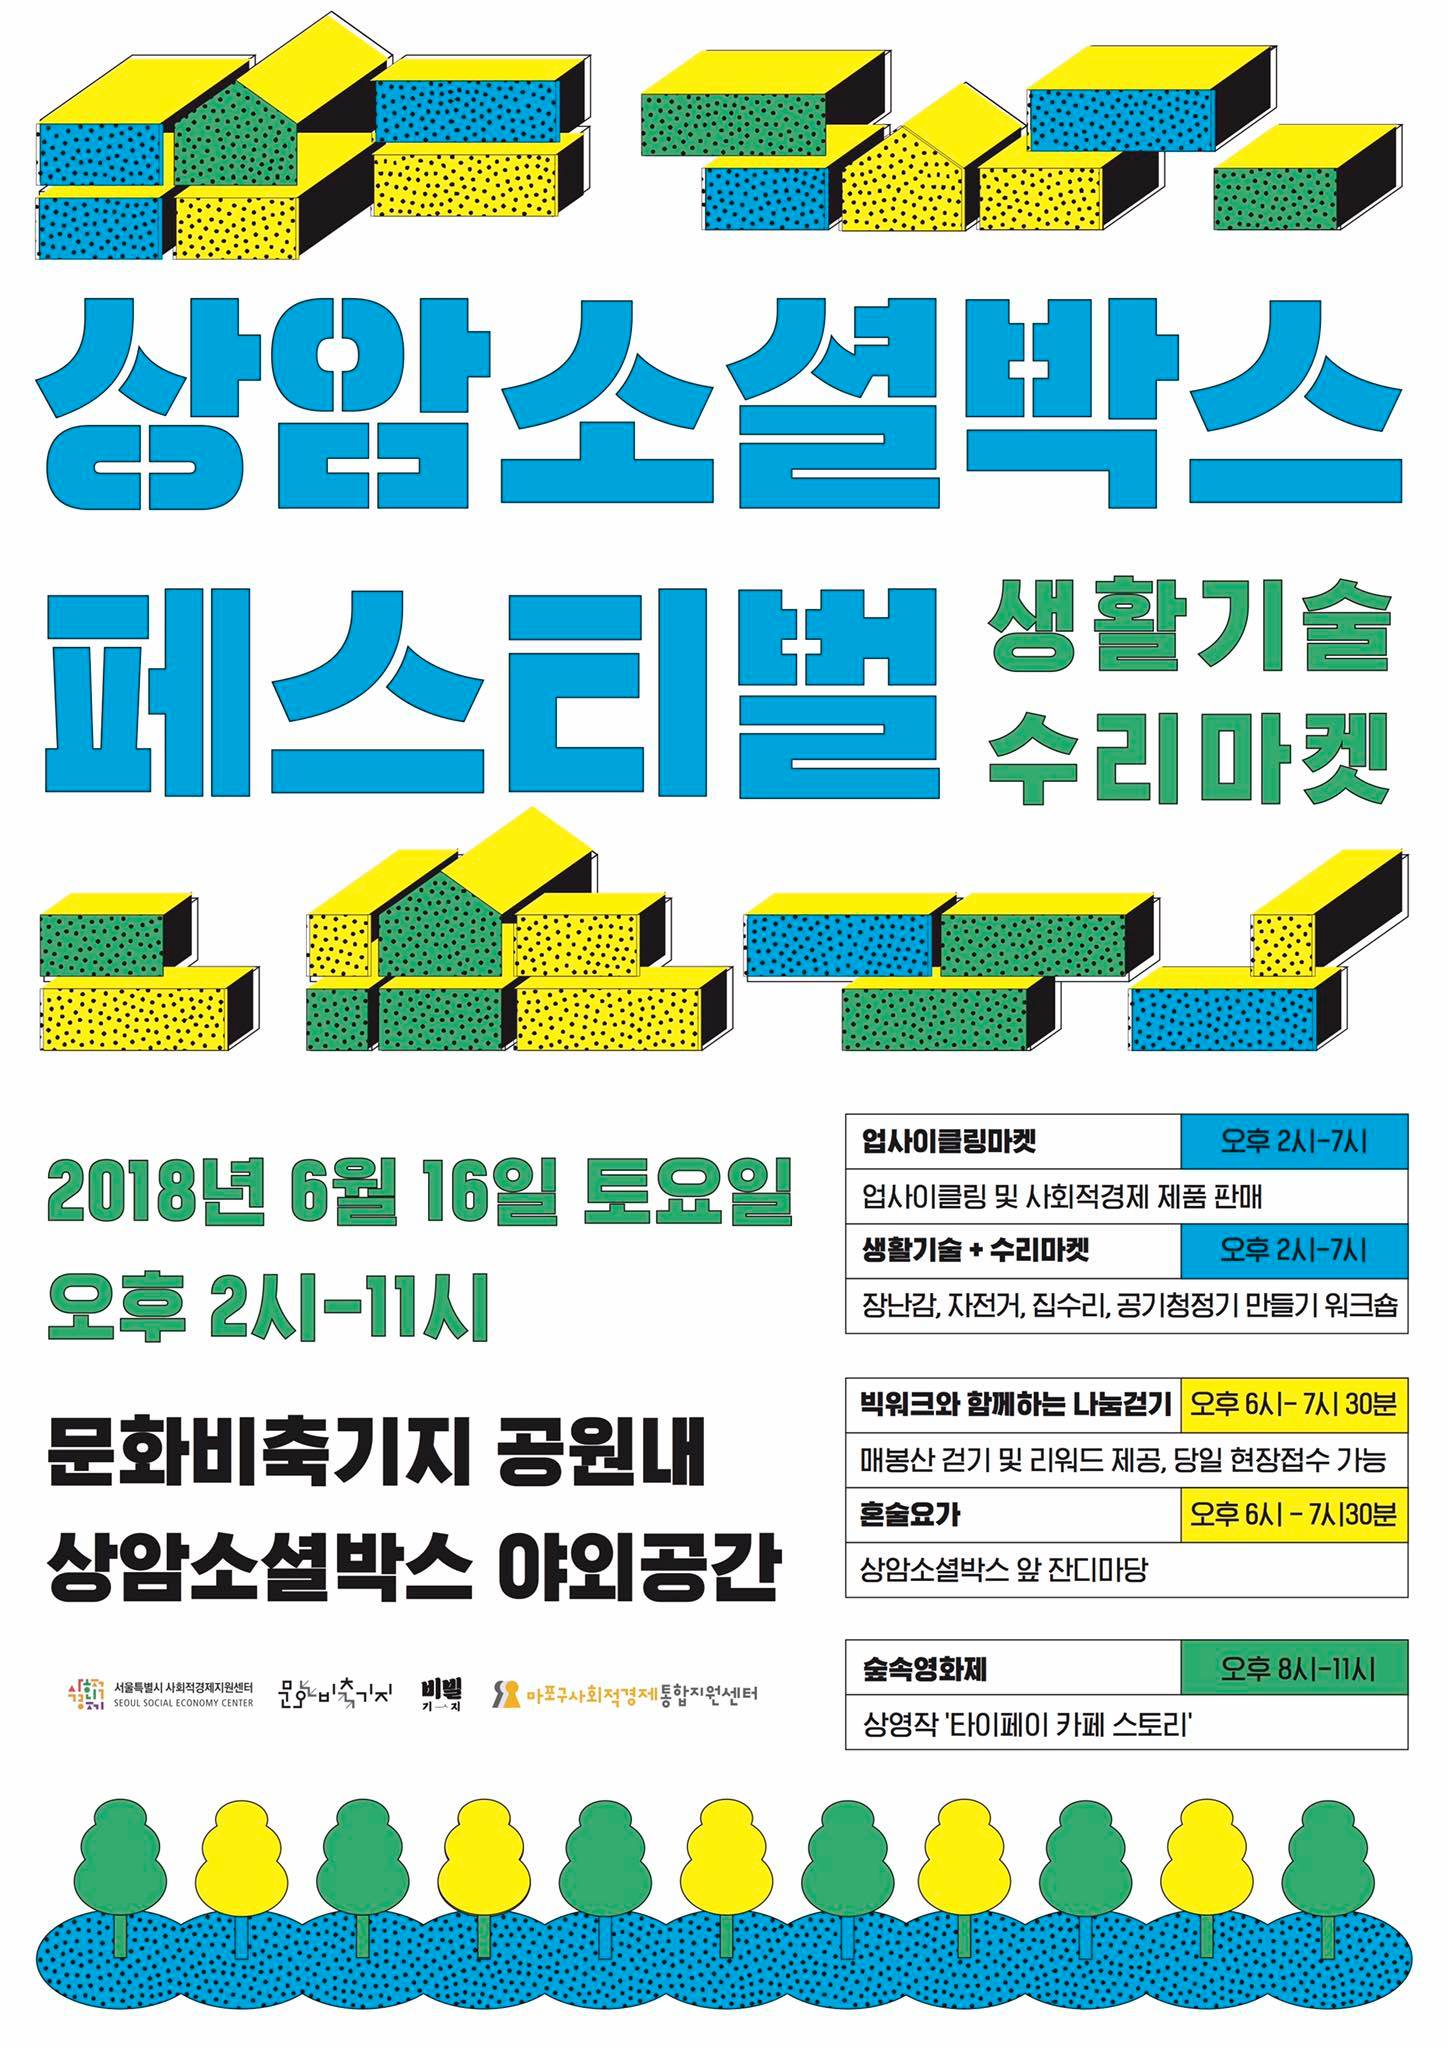 상암소셜박스
페스티벌
생활기술
수리마켓
2018년 6월 16일 토요일
오후 2시-11시
문화비축기지 공원내
상암소셜박스 야외공간
업사이클링마켓 오후 2시-7시
업사이클링 및 사회적경제 제품 판매
생활기술 + 수리마켓 오후 2시-7시
장난감, 자전거, 집수리, 공기청정기 만들기 워크숍
빅워크와 함께하는 나눔걷기 오후 6시- 7시 30분
매봉산 걷기 및 리워드 제공, 당일 현장접수 가능
혼술요가 오후 6시 - 7시30분
상암소셜박스 앞 잔디마당
숲속영화제 오후 8시-11시
상영작 '타이페이 카페 스토리'
서울특별시 사회적경제지원센터
SEOUL SOCIAL ECONOMY CENTER
문화비축기지
비빌
기지
마포구사회적경제통합지원센터